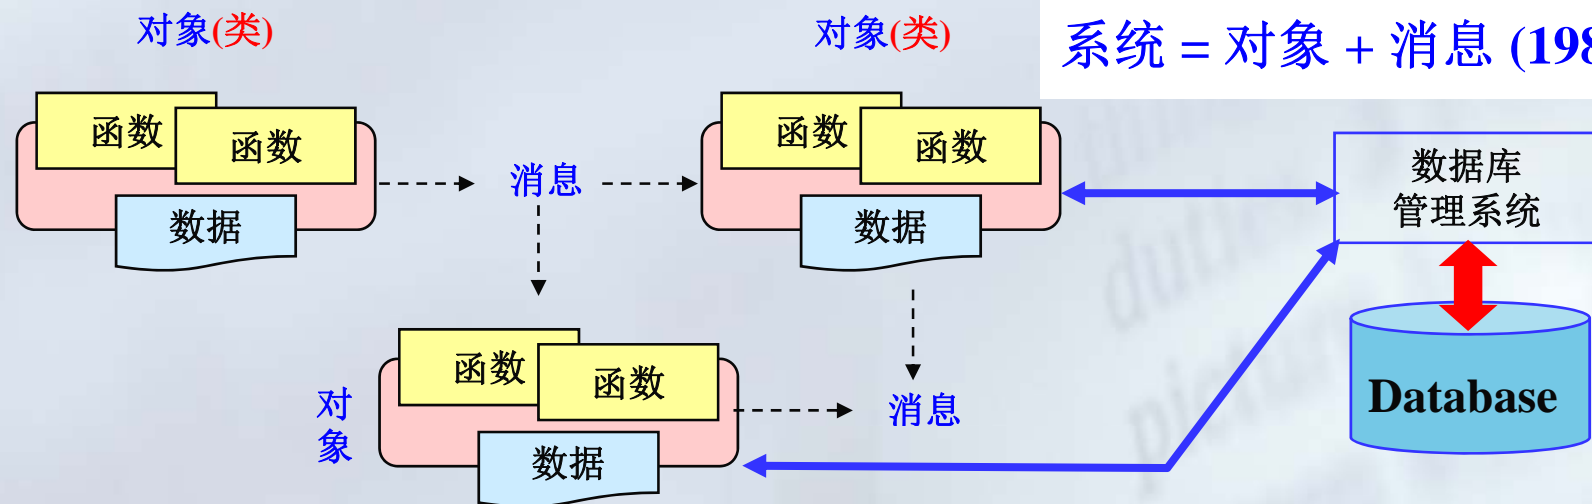 对象(类)
对象(类)
系统 = 对象 + 消息 (198
函数
函数
数据
消息
函数
函数
数据
数据库
管理系统
对
象
函数
函数
数据
消息
Database